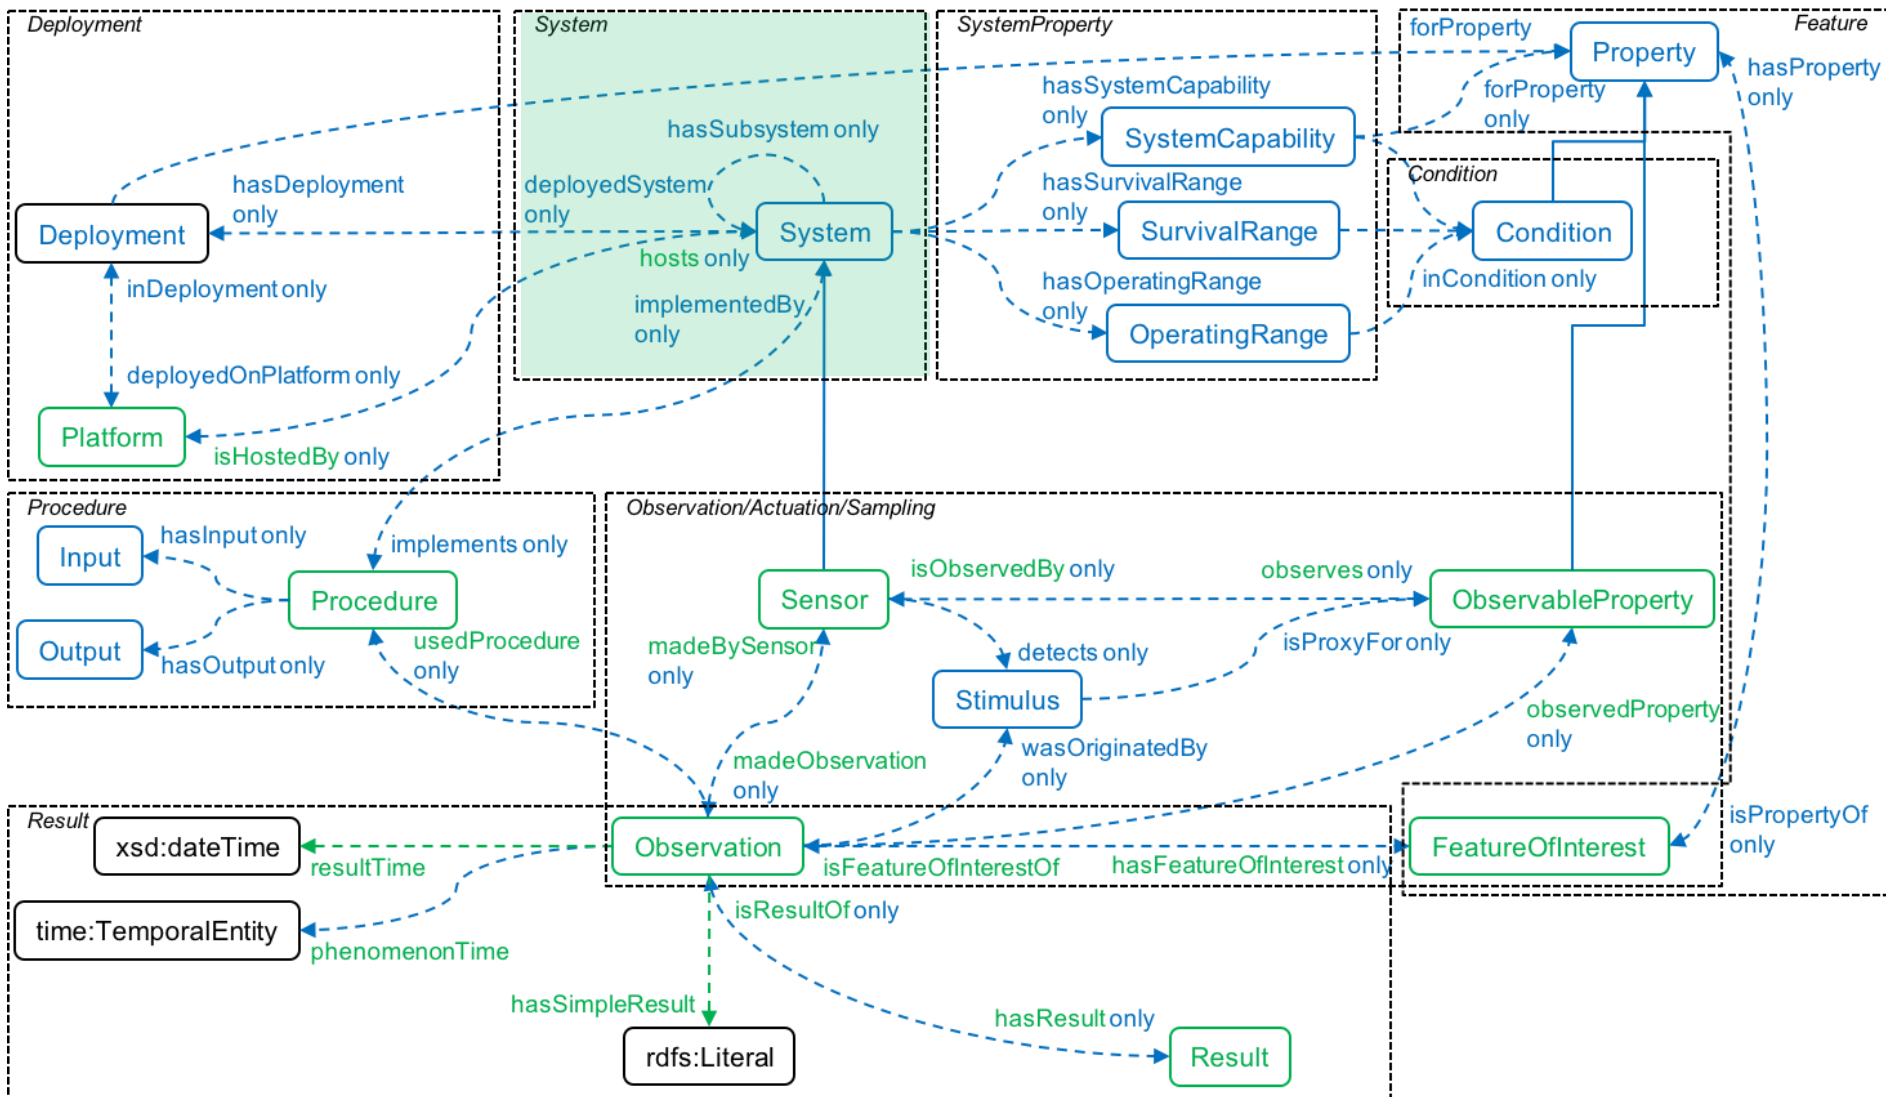 Deployment
System
SystemProperty
Feature
forProperty
Property
hasProperty
only
hasSystemCapability
only
forProperty
only
hasSubsystem only
SystemCapability
hasDeployment
only
deployedSystem
only
hasSurvivalRange
only
Condition
Deployment
System
SurvivalRange
Condition
hosts only
inDeployment only
implementedBy
only
hasOperatingRange
only
inCondition only
OperatingRange
deployedOnPlatform only
Platform
isHostedBy only
Procedure
Observation/Actuation/Sampling
hasInput only
Input
implements only
isObservedBy only
observes only
Procedure
Sensor
ObservableProperty
Output
hasOutput only
usedProcedure
only
madeBySensor
only
detects only
isProxyFor only
Stimulus
observedProperty
only
madeObservation
only
wasOriginatedBy
only
Result
xsd:dateTime
resultTime
Observation
isFeatureOfInterestOf
hasFeatureOfInterest only
FeatureOfInterest
isPropertyOf
only
isResultOf only
time:TemporalEntity
phenomenonTime
hasSimpleResult
hasResult only
rdfs:Literal
Result